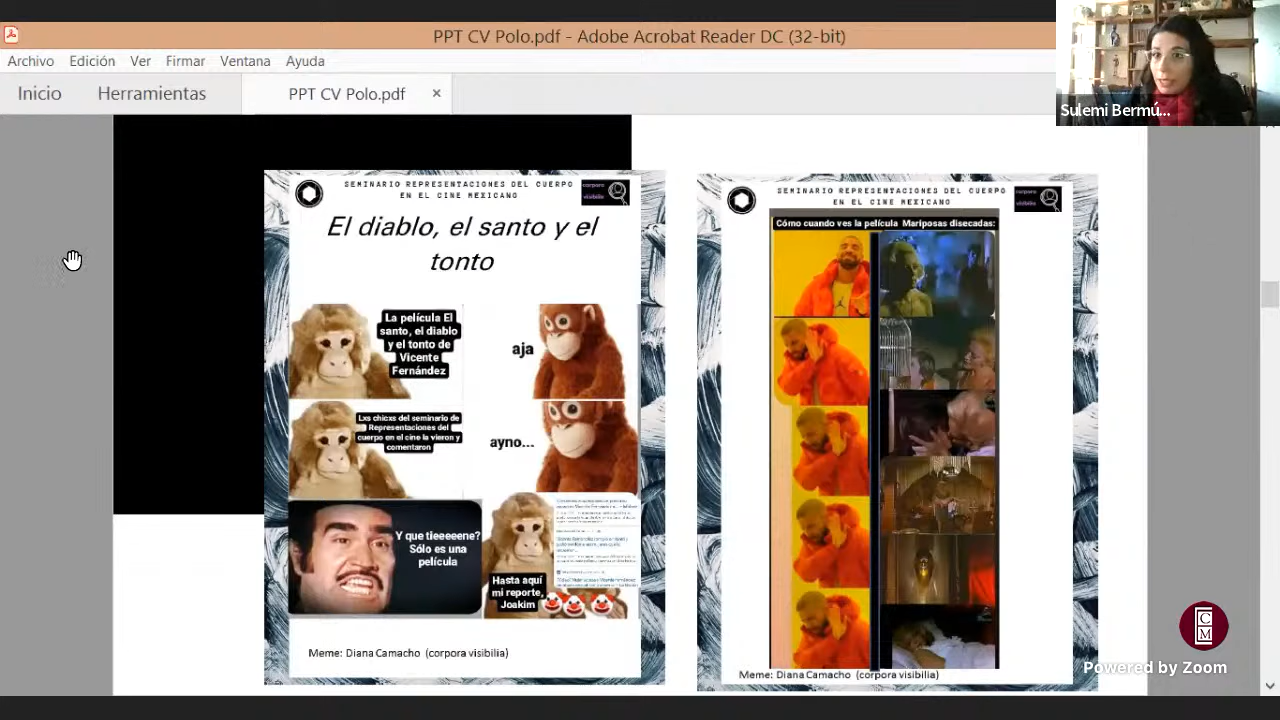 PPT CV Polo.pdf - Adobe Acrobat Reader DC (32-bit)
Archivo Edición Ver Firmar Ventana Ayuda
Inicio Herramientas PPT CV Polo.pdf ×
Sulemi Bermú...
SEMINARIO REPRESENTACIONES DEL CUERPO
EN EL CINE MEXICANO
corpora
visibilia
El diablo, el santo y el
tonto
La película El
santo, el diablo
y el tonto de
Vicente
Fernández
aja
Lxs chicxs del seminario de
Representaciones del
cuerpo en el cine la vieron y
comentaron
ayno...
Y que tieeeeene?
Sólo es una
película
Hasta aquí
mi reporte,
Joakim
Meme: Diana Camacho (corpora visibilia)
SEMINARIO REPRESENTACIONES DEL CUERPO
EN EL CINE MEXICANO
corpora
visibilia
Cómo cuando ves la película Mariposas disecadas:
Meme: Diana Camacho (corpora visibilia)
CM
Powered by Zoom